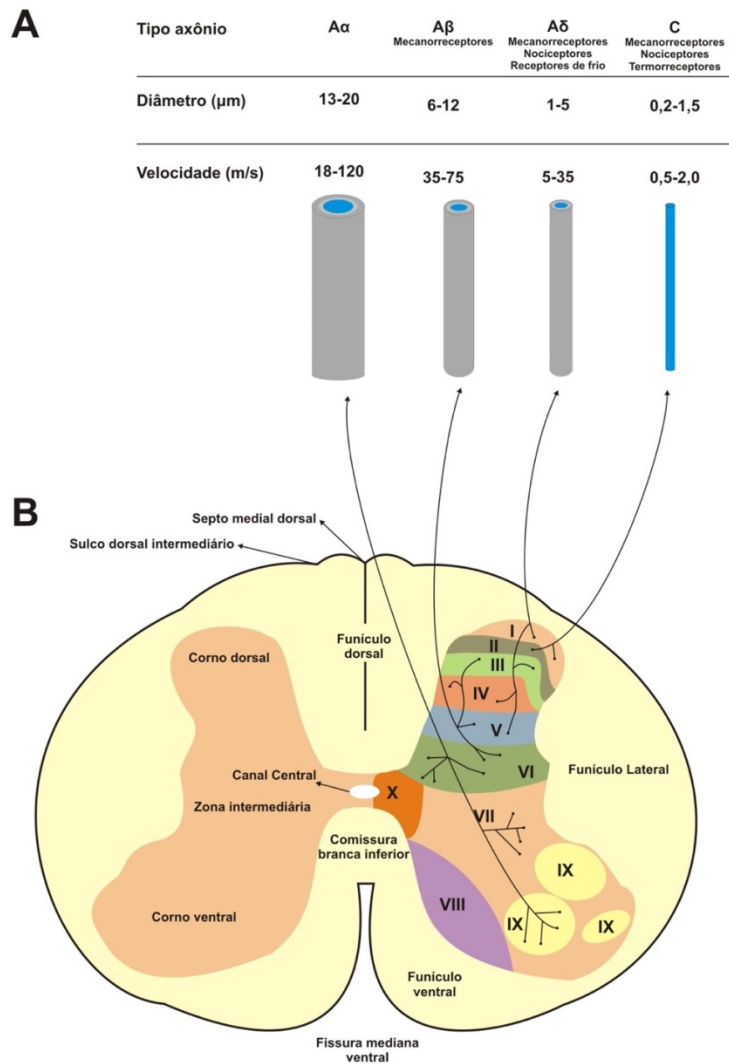 A
Tipo axônio
Aα
Aβ
Mecanorreceptores
Aδ
Mecanorreceptores
Nociceptores
Receptores de frio
C
Mecanorreceptores
Nociceptores
Termorreceptores
Diâmetro (µm)
13-20
6-12
1-5
0,2-1,5
Velocidade (m/s)
18-120
35-75
5-35
0,5-2,0
B
Septo medial dorsal
Sulco dorsal intermediário
Corno dorsal
Funículo
dorsal
I
II
III
IV
V
VI
Funículo Lateral
Canal Central
X
Zona intermediária
VII
Comissura
branca inferior
IX
VIII
IX
IX
Corno ventral
Funículo
ventral
Fissura mediana
ventral